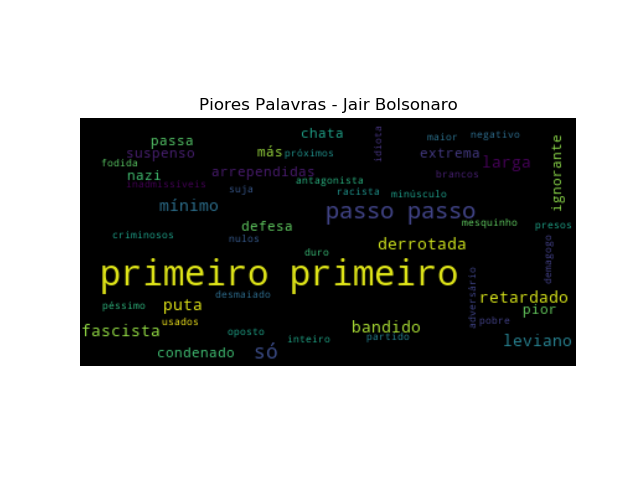 Piores Palavras - Jair Bolsonaro
chata
maior
negativo
idiota
passa
suspenso
más
próximos
extrema
larga
ignorante
fodida
nazi
arrependidas
antagonista
brancos
inadmissíveis
suja
racista
minúsculo
mínimo
passo passo
mesquinho
presos
defesa
criminosos
nulos
derrotada
demagogo
duro
primeiro primeiro
adversário
desmaiado
retardado
péssimo
puta
pior
usados
pobre
fascista
oposto
bandido
inteiro
partido
leviano
condenado
só